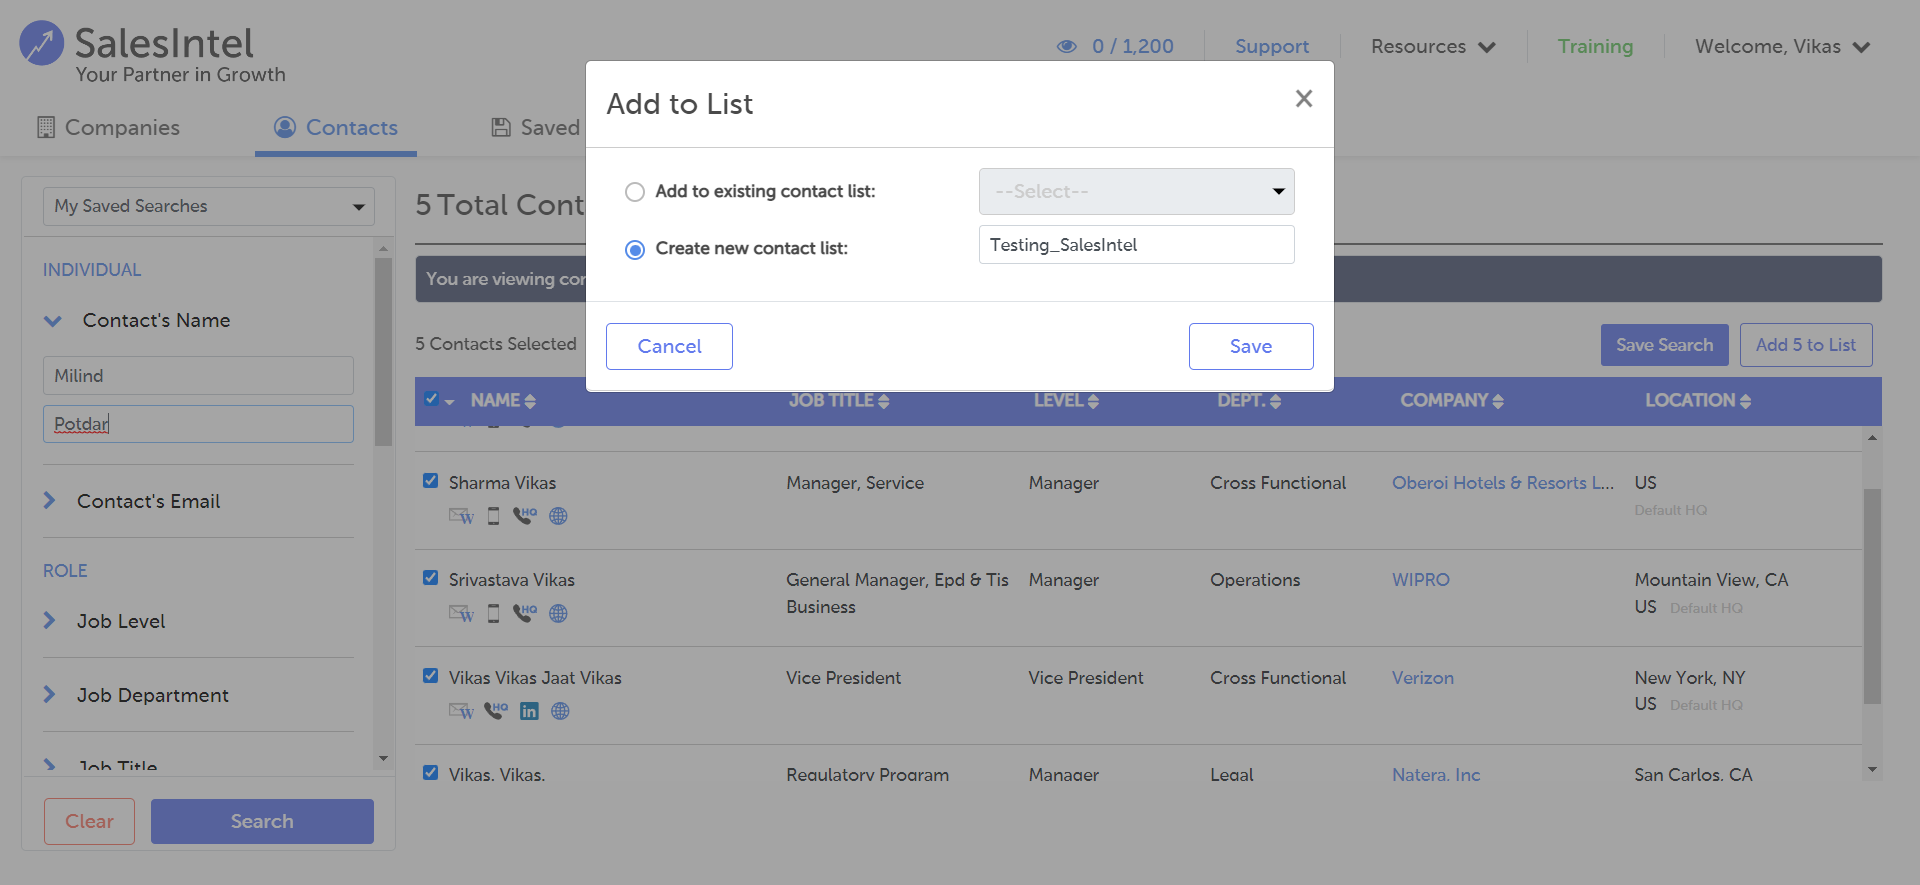 SalesIntel
Your Partner in Growth
0 / 1,200
Support
Resources
Training
Welcome, Vikas
Companies
Contacts
Saved
Add to List
Add to existing contact list:
--Select--
Create new contact list:
Testing_SalesIntel
Cancel
Save
My Saved Searches
INDIVIDUAL
Contact's Name
Milind
Potdar
Contact's Email
ROLE
Job Level
Job Department
Job Title
Clear
Search
5 Total Cont
You are viewing cor
5 Contacts Selected
Save Search
Add 5 to List
NAME JOB TITLE LEVEL DEPT. COMPANY LOCATION
Sharma Vikas Manager, Service Manager Cross Functional Oberoi Hotels & Resorts L... US
W HQ Default HQ
Srivastava Vikas General Manager, Epd & Tis Manager Operations WIPRO Mountain View, CA
W HQ Business US Default HQ
Vikas Vikas Jaat Vikas Vice President Vice President Cross Functional Verizon New York, NY
W HQ in US Default HQ
Vikas, Vikas, Regulatory Program Manager Legal Natera, Inc San Carlos, CA